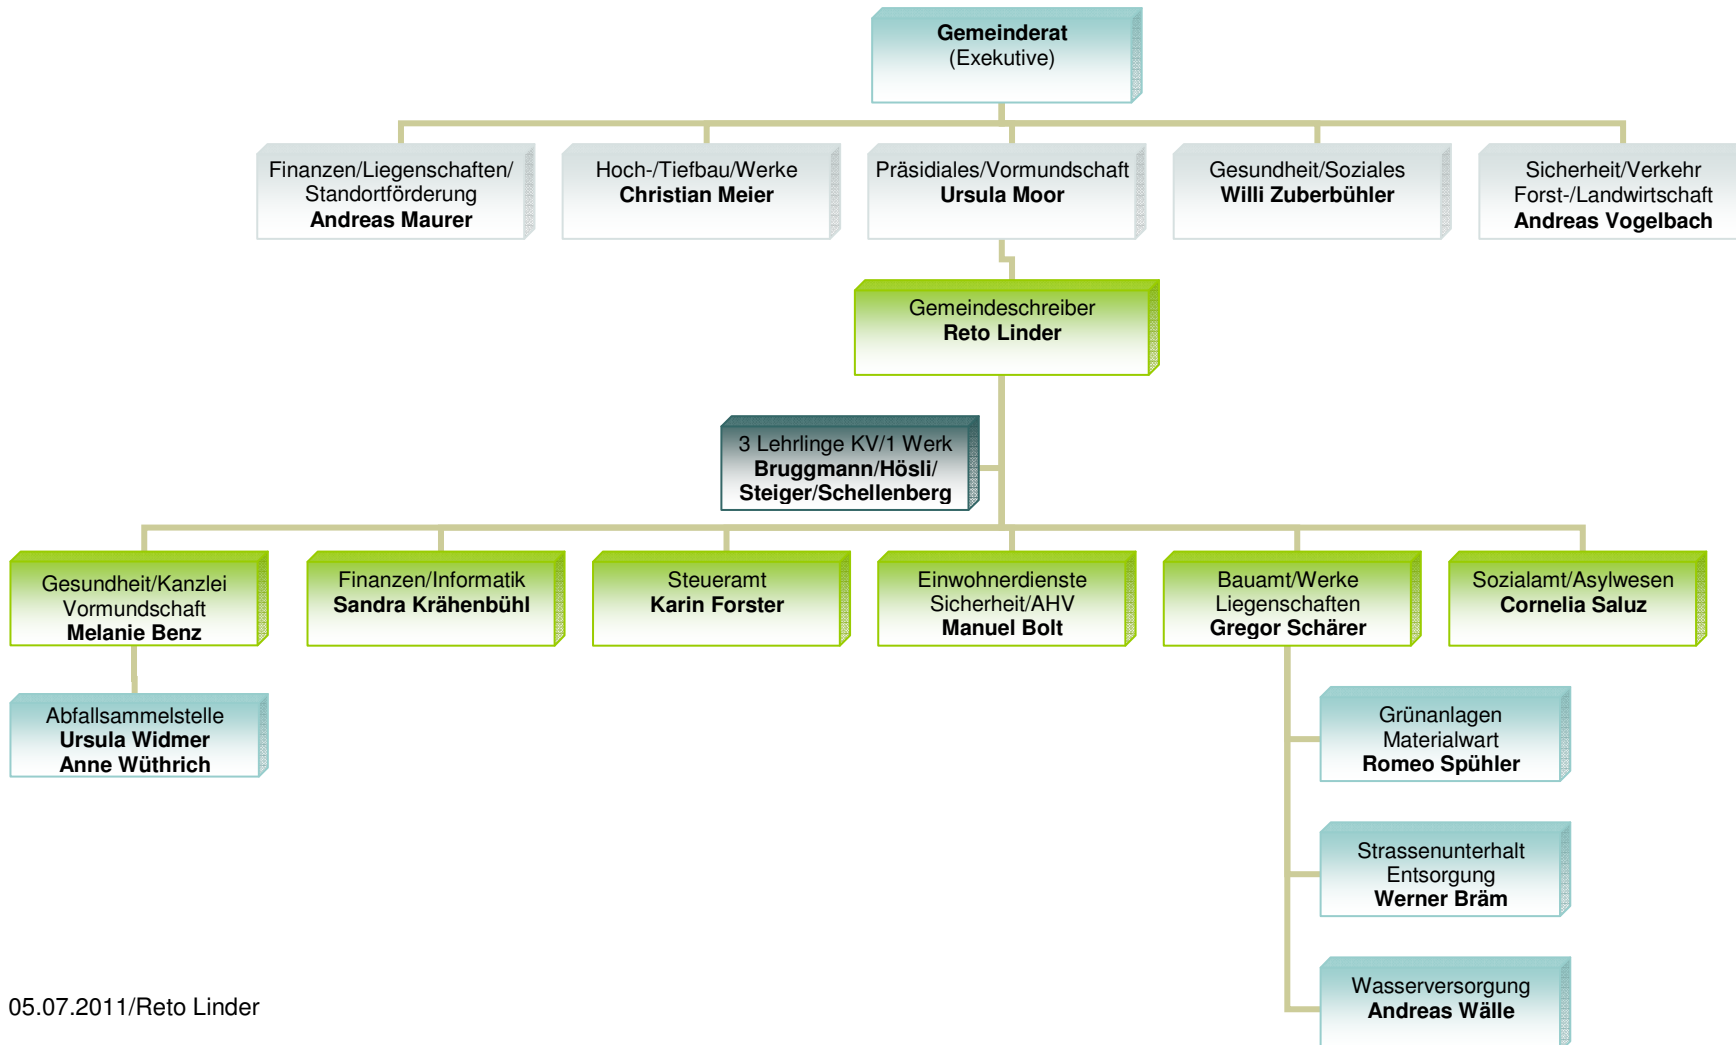 Gemeinderat
(Exekutive)
Finanzen/Liegenschaften/
Standortförderung
Andreas Maurer
Hoch-/Tiefbau/Werke
Christian Meier
Präsidiales/Vormundschaft
Ursula Moor
Gesundheit/Soziales
Willi Zuberbühler
Sicherheit/Verkehr
Forst-/Landwirtschaft
Andreas Vogelbach
Gemeindeschreiber
Reto Linder
3 Lehrlinge KV/1 Werk
Bruggmann/Hösli/
Steiger/Schellenberg
Gesundheit/Kanzlei
Vormundschaft
Melanie Benz
Finanzen/Informatik
Sandra Krähenbühl
Steueramt
Karin Forster
Einwohnerdienste
Sicherheit/AHV
Manuel Bolt
Bauamt/Werke
Liegenschaften
Gregor Schärer
Sozialamt/Asylwesen
Cornelia Saluz
Abfallsammelstelle
Ursula Widmer
Anne Wüthrich
Grünanlagen
Materialwart
Romeo Spühler
Strassenunterhalt
Entsorgung
Werner Bräm
Wasserversorgung
Andreas Wälle
05.07.2011/Reto Linder